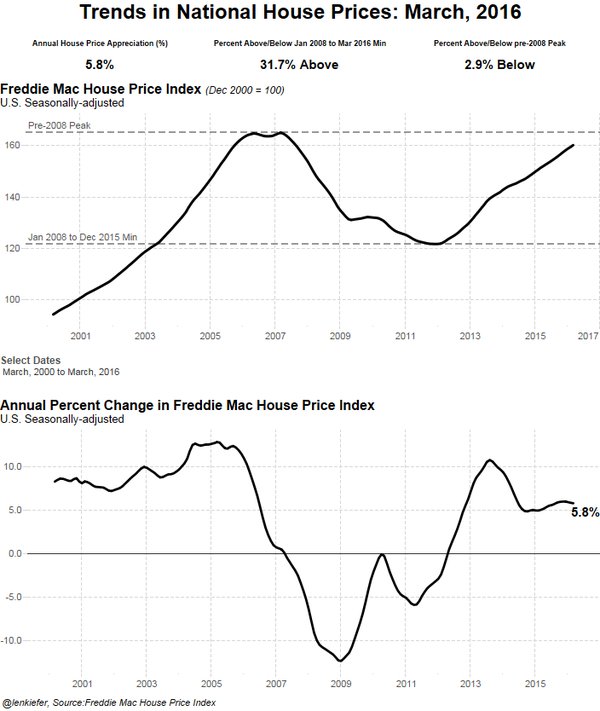 Trends in National House Prices: March, 2016
Annual House Price Appreciation (%)
Percent Above/Below Jan 2008 to Mar 2016 Min
Percent Above/Below pre-2008 Peak
5.8%
31.7% Above
2.9% Below
Freddie Mac House Price Index (Dec 2000 = 100)
U.S. Seasonally-adjusted
Pre-2008 Peak
160
140
Jan 2008 to Dec 2015 Min
120
100
2001 2003 2005 2007 2009 2011 2013 2015 2017
Select Dates
March, 2000 to March, 2016
Annual Percent Change in Freddie Mac House Price Index
U.S. Seasonally-adjusted
10.0
5.0
5.8%
0.0
-5.0
-10.0
2001 2003 2005 2007 2009 2011 2013 2015
@lenkiefer, Source:Freddie Mac House Price Index